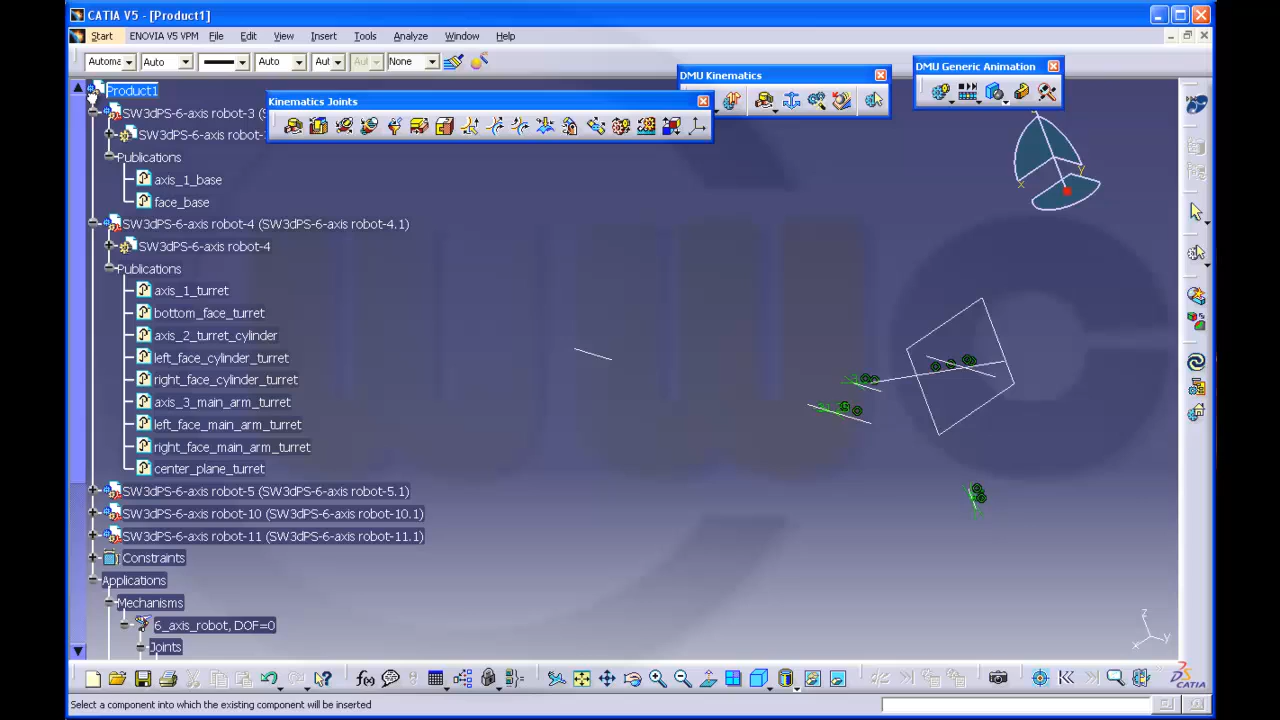 CATIA V5 - [Product1]
Start ENOVIA V5 VPM File Edit View Insert Tools Analyze Window Help
Automa Auto Auto Aut Aut None
DMU Kinematics
DMU Generic Animation
Kinematics Joints
Product1
SW3dPS-6-axis robot-3 (S
SW3dPS-6-axis robot-
Publications
axis_1_base
face_base
SW3dPS-6-axis robot-4 (SW3dPS-6-axis robot-4.1)
SW3dPS-6-axis robot-4
Publications
axis_1_turret
bottom_face_turret
axis_2_turret_cylinder
left_face_cylinder_turret
right_face_cylinder_turret
axis_3_main_arm_turret
left_face_main_arm_turret
right_face_main_arm_turret
center_plane_turret
SW3dPS-6-axis robot-5 (SW3dPS-6-axis robot-5.1)
SW3dPS-6-axis robot-10 (SW3dPS-6-axis robot-10.1)
SW3dPS-6-axis robot-11 (SW3dPS-6-axis robot-11.1)
Constraints
Applications
Mechanisms
6_axis_robot, DOF=0
Joints
x
y
z
x
y
f(x)
CATIA
Select a component into which the existing component will be inserted